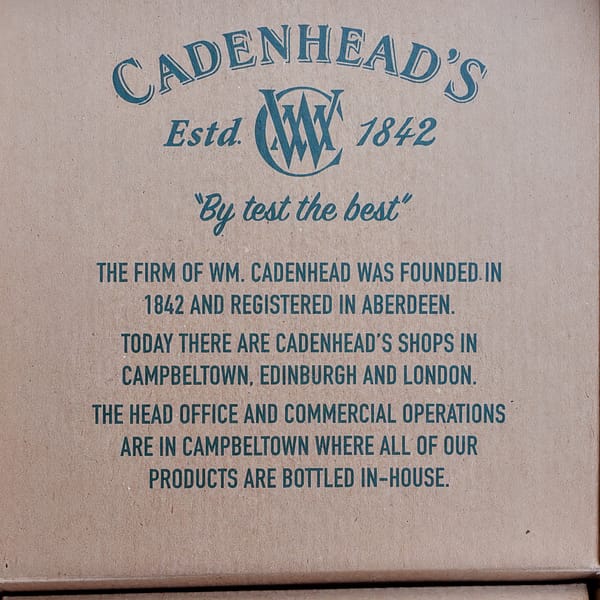 CADENHEAD'S
Estd. WMC 1842
"By test the best"
THE FIRM OF WM. CADENHEAD WAS FOUNDED IN
1842 AND REGISTERED IN ABERDEEN.
TODAY THERE ARE CADENHEAD'S SHOPS IN
CAMPBELTOWN, EDINBURGH AND LONDON.
THE HEAD OFFICE AND COMMERCIAL OPERATIONS
ARE IN CAMPBELTOWN WHERE ALL OF OUR
PRODUCTS ARE BOTTLED IN-HOUSE.